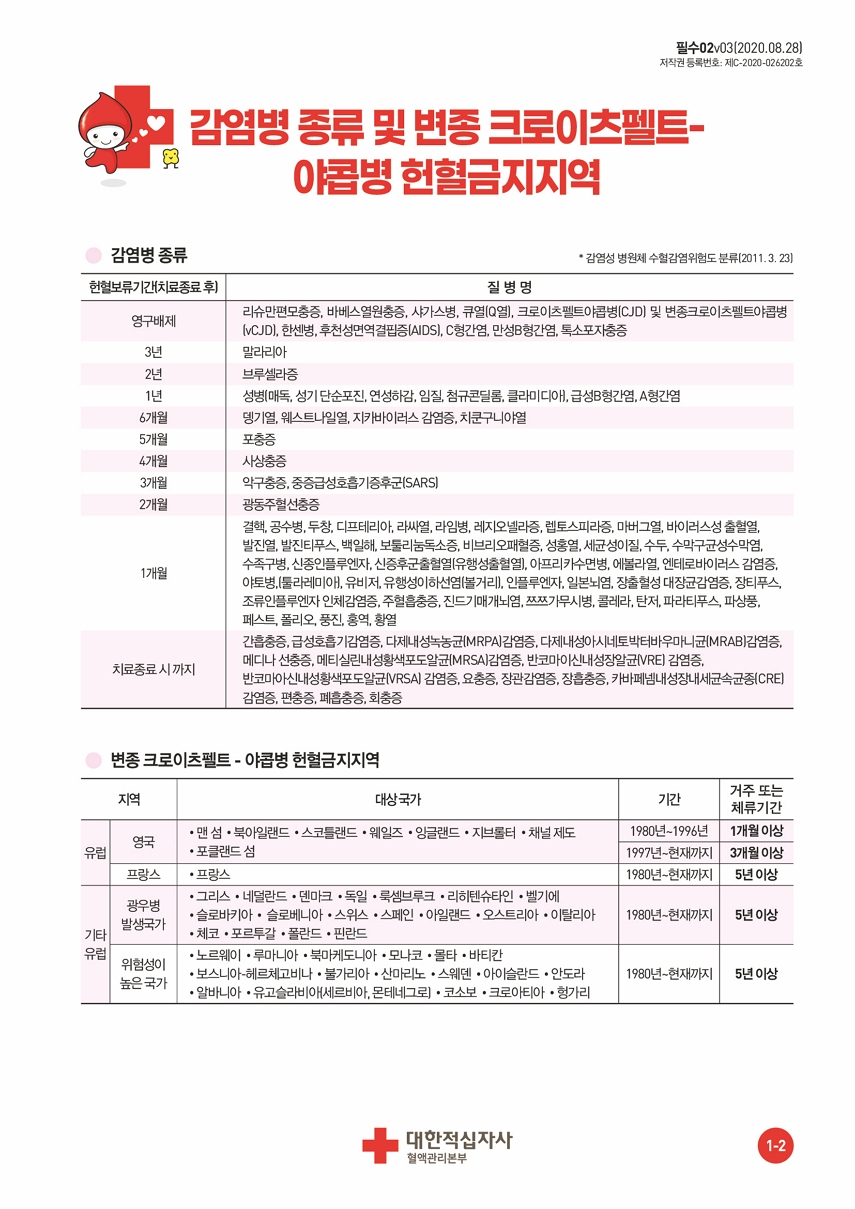 필수02v03(2020.08.28)
저작권 등록번호: 제C-2020-026202호
감염병 종류 및 변종 크로이츠펠트-
야콥병 헌혈금지지역
감염병 종류
* 감염성 병원체 수혈감염위험도 분류(2011. 3. 23)
헌혈보류기간(치료종료 후) 질 병 명
영구배제
리슈만편모충증, 바베스열원충증, 샤가스병, 큐열(Q열), 크로이츠펠트야콥병(CJD) 및 변종크로이츠펠트야콥병
(vCJD), 한센병, 후천성면역결핍증(AIDS), C형간염, 만성B형간염, 톡소포자충증
3년 말라리아
2년 브루셀라증
1년 성병(매독, 성기 단순포진, 연성하감, 임질, 첨규콘딜롬, 클라미디아), 급성B형간염, A형간염
6개월 뎅기열, 웨스트나일열, 지카바이러스 감염증, 치쿤구니야열
5개월 포충증
4개월 사상충증
3개월 악구충증, 중증급성호흡기증후군(SARS)
2개월 광동주혈선충증
1개월
결핵, 공수병, 두창, 디프테리아, 라싸열, 라임병, 레지오넬라증, 렙토스피라증, 마버그열, 바이러스성 출혈열,
발진열, 발진티푸스, 백일해, 보툴리눔독소증, 비브리오패혈증, 성홍열, 세균성이질, 수두, 수막구균성수막염,
수족구병, 신종인플루엔자, 신증후군출혈열(유행성출혈열), 아프리카수면병, 에볼라열, 엔테로바이러스 감염증,
야토병,(툴라레미아), 유비저, 유행성이하선염(볼거리), 인플루엔자, 일본뇌염, 장출혈성 대장균감염증, 장티푸스,
조류인플루엔자 인체감염증, 주혈흡충증, 진드기매개뇌염, 쯔쯔가무시병, 콜레라, 탄저, 파라티푸스, 파상풍,
페스트, 폴리오, 풍진, 홍역, 황열
치료종료 시 까지
간흡충증, 급성호흡기감염증, 다제내성녹농균(MRPA)감염증, 다제내성아시네토박터바우마니균(MRAB)감염증,
메디나 선충증, 메티실린내성황색포도알균(MRSA)감염증, 반코마이신내성장알균(VRE) 감염증,
반코마아신내성황색포도알균(VRSA) 감염증, 요충증, 장관감염증, 장흡충증, 카바페넴내성장내세균속균종(CRE)
감염증, 편충증, 폐흡충증, 회충증
변종 크로이츠펠트 - 야콥병 헌혈금지지역
지역 대상국가 기간 거주 또는
체류기간
유럽
영국
• 맨 섬 • 북아일랜드 • 스코틀랜드 • 웨일즈 • 잉글랜드 • 지브롤터 • 채널 제도
• 포클랜드 섬
1980년~1996년 1개월 이상
1997년~현재까지 3개월 이상
프랑스 • 프랑스 1980년~현재까지 5년 이상
기타
유럽
광우병
발생국가
• 그리스 • 네덜란드 • 덴마크 • 독일 • 룩셈브루크 • 리히텐슈타인 • 벨기에
• 슬로바키아 • 슬로베니아 • 스위스 • 스페인 • 아일랜드 • 오스트리아 • 이탈리아
• 체코 • 포르투갈 • 폴란드 • 핀란드
1980년~현재까지 5년 이상
위험성이
높은 국가
• 노르웨이 • 루마니아 • 북마케도니아 • 모나코 • 몰타 • 바티칸
• 보스니아-헤르체고비나 • 불가리아 • 산마리노 • 스웨덴 • 아이슬란드 • 안도라
• 알바니아 • 유고슬라비아(세르비아, 몬테네그로) • 코소보 • 크로아티아 • 헝가리
1980년~현재까지 5년 이상
대한적십자사
혈액관리본부
1-2